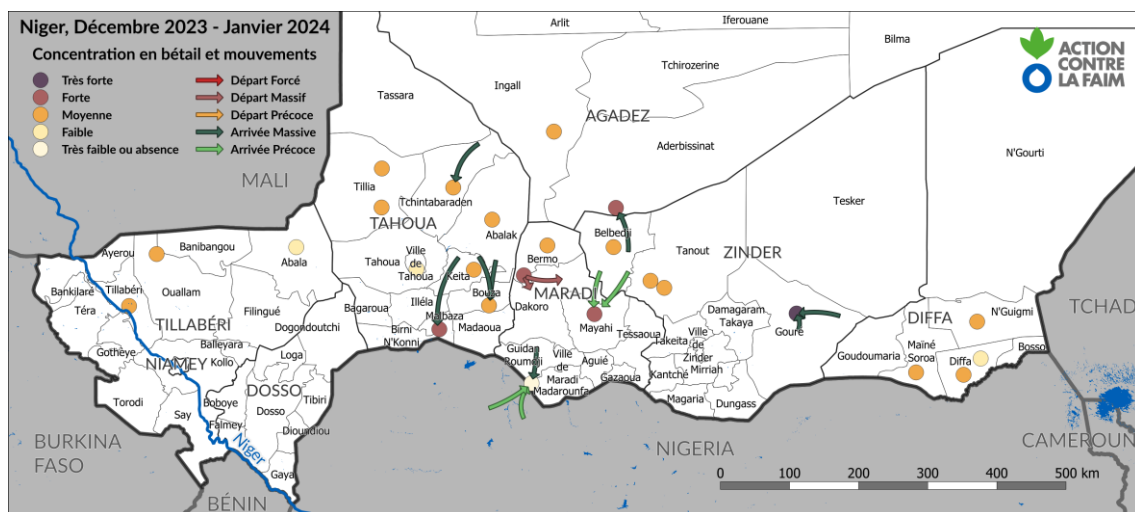 Niger, Décembre 2023 - Janvier 2024
Concentration en bétail et mouvements
Très forte
Départ Forcé
Forte
Départ Massif
Moyenne
Départ Précoce
Faible
Arrivée Massive
Très faible ou absence
Arrivée Précoce
ACTION
CONTRE
LA FAIM
Arlit
Iferouane
Bilma
Tchirozerine
Ingall
Tassara
AGADEZ
Aderbissinat
N'Gourti
MALI
Tillia
Tchintabaraden
Tesker
TAHOUA
Abalak
Belbedji
Tanout
ZINDER
Ayerou
Banibangou
Abala
Tahoua
Ville
de
Tahoua
Keita
Bermo
Bankilaré
Tillabéri
Ouallam
Téra
Filingué
Bagaroua
Illéla
Bouza
Dakoro
MARADI
Mayahi
Malbaza
Madaoua
Birni
N'Konni
TILLABÉRI
Dogondoutchi
Balleyara
Gothèye
NIAMEY
Kollo
Loga
Tessaoua
Takeita
Damagaram
Takaya
Goure
Ville
de
Zinder
Mirriah
Kantché
Magaria
Dungass
Guidan
Roumdji
Ville
de
Maradi
Madarounfa
Aguié
Gazaoua
DIFFA
N'Guigmi
Goudoumaria
Maïné
Soroa
Diffa
Bosso
TCHAD
Torodi
Say
Boboye
DOSSO
Dosso
Tibiri
Falmey
Dioundiou
Gaya
Niger
BURKINA
FASO
BÉNIN
NIGERIA
CAMEROUN
0 100 200 300 400 500 km